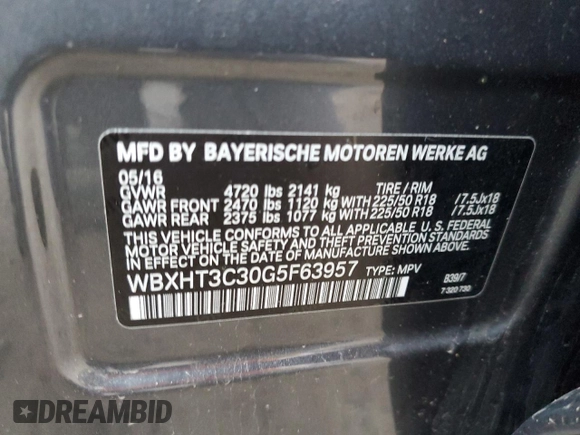 MFD BY BAYERISCHE MOTOREN WERKE AG
05/16
GVWR 4720 lbs 2141 kg TIRE / RIM
GAWR FRONT 2470 lbs 1120 kg WITH 225/50 R18 /7.5Jx18
GAWR REAR 2375 lbs 1077 kg WITH 225/50 R18 /7.5Jx18
THIS VEHICLE CONFORMS TO ALL APPLICABLE U. S. FEDERAL
MOTOR VEHICLE SAFETY AND THEFT PREVENTION STANDARDS
IN EFFECT ON THE DATE OF MANUFACTURE SHOWN ABOVE.
WBXHT3C30G5F63957 TYPE: MPV B39/7
7 320 730
DREAMBID